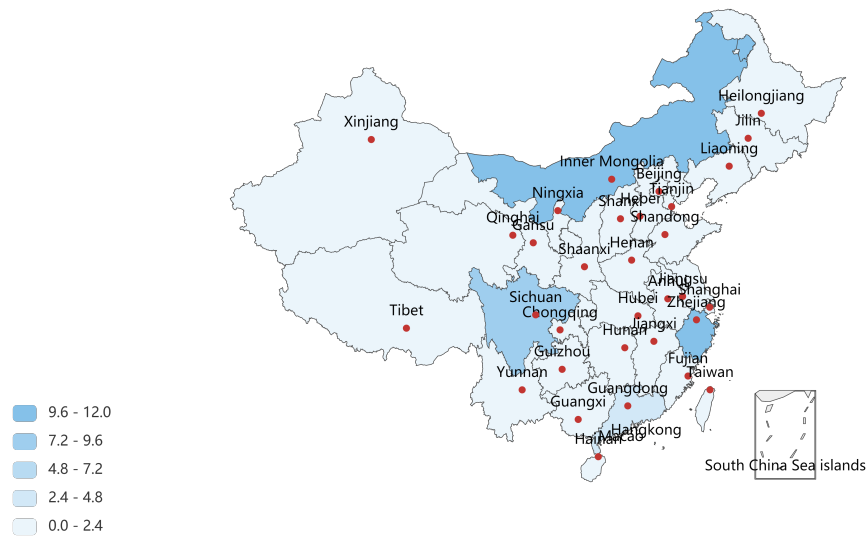 Heilongjiang
Jilin
Xinjiang
Liaoning
Inner Mongolia
Beijing
Tianjin
Ningxia
Hebei
Shanxi
Qinghai
Gansu
Shandong
Henan
Shaanxi
Jiangsu
Anhui
Shanghai
Sichuan
Hubei
Zhejiang
Tibet
Chongqing
Jiangxi
Hunan
Guizhou
Fujian
Yunnan
Taiwan
Guangdong
Guangxi
Hangkong
Macao
Hainan
South China Sea islands
9.6 - 12.0
7.2 - 9.6
4.8 - 7.2
2.4 - 4.8
0.0 - 2.4